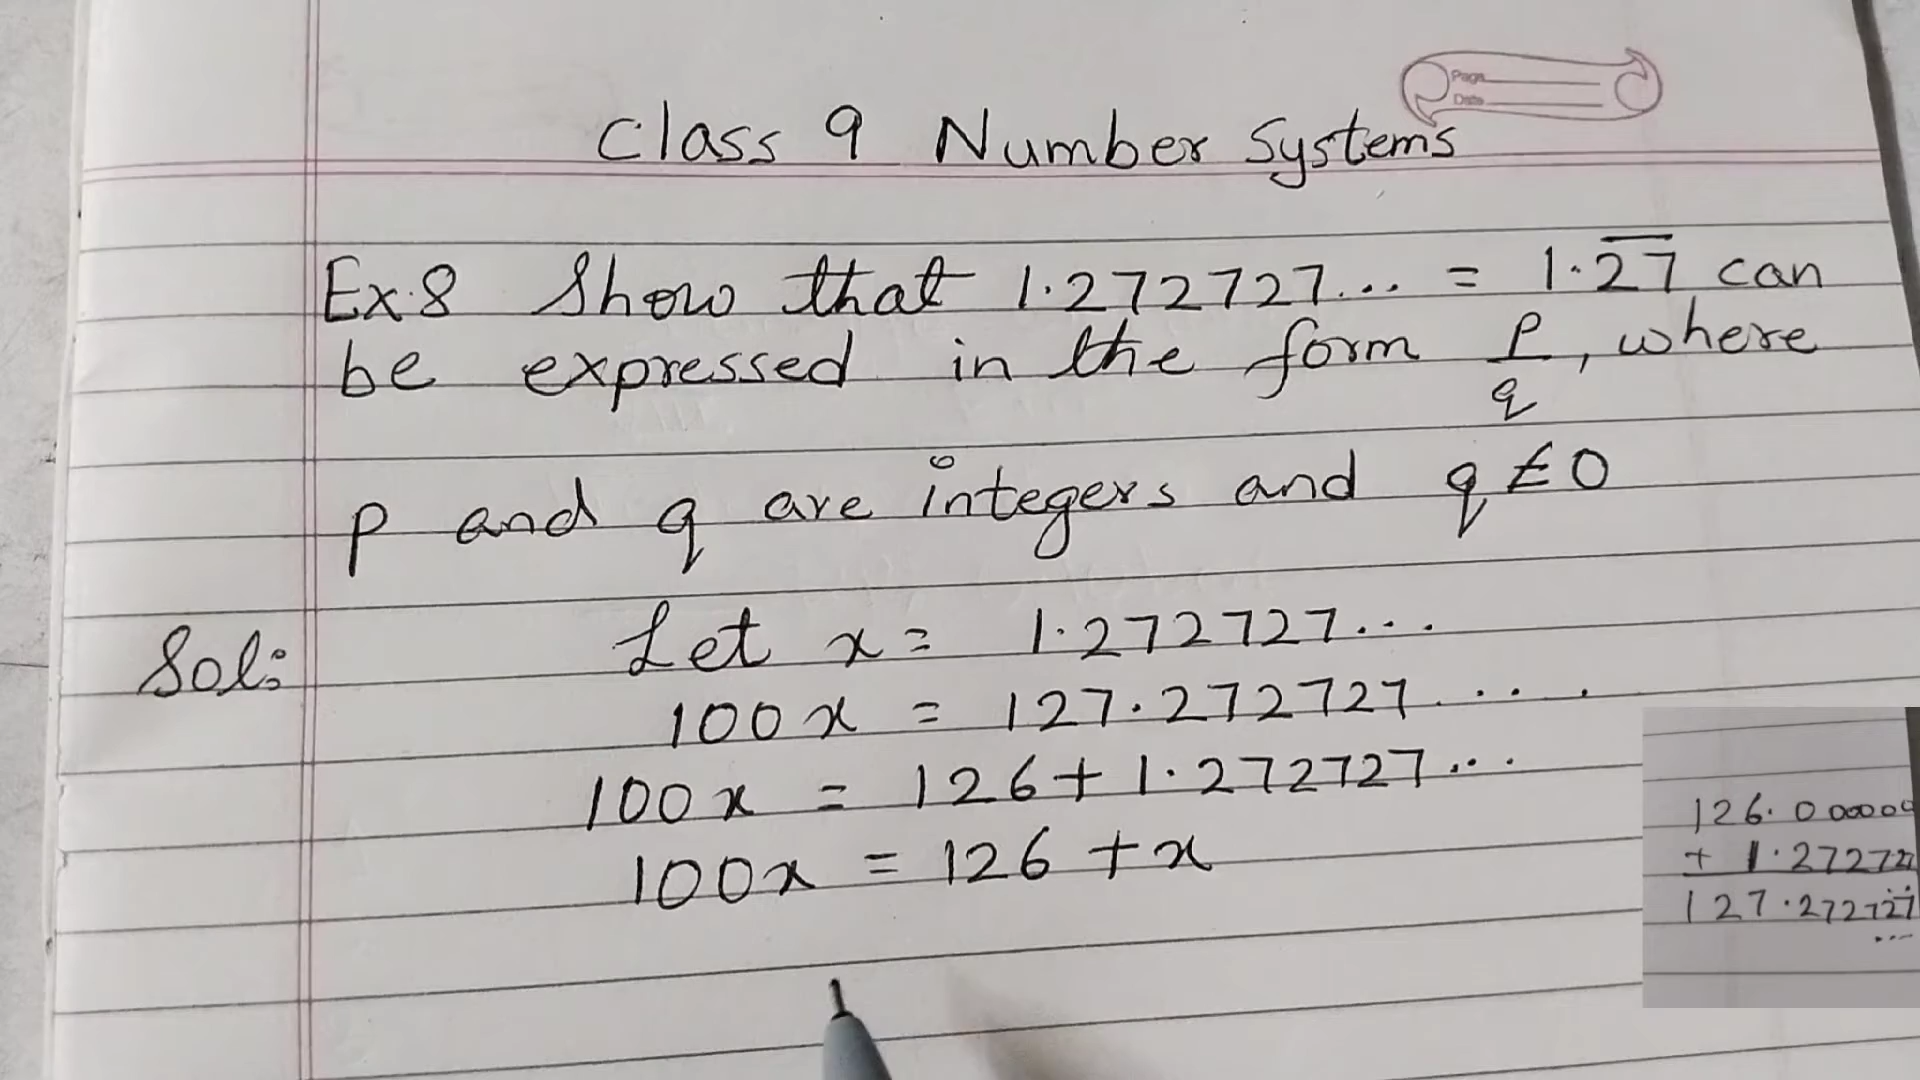 Page
Date
Class 9 Number Systems
Ex.8 Show that 1.272727... = 1.2̅7̅ can
be expressed in the form p/q, where
p and q are integers and q ≠ 0
Sol: Let x = 1.272727...
100x = 127.272727....
100x = 126 + 1.272727...
100x = 126 + x
126.000000
+ 1.272727
127.272727
...